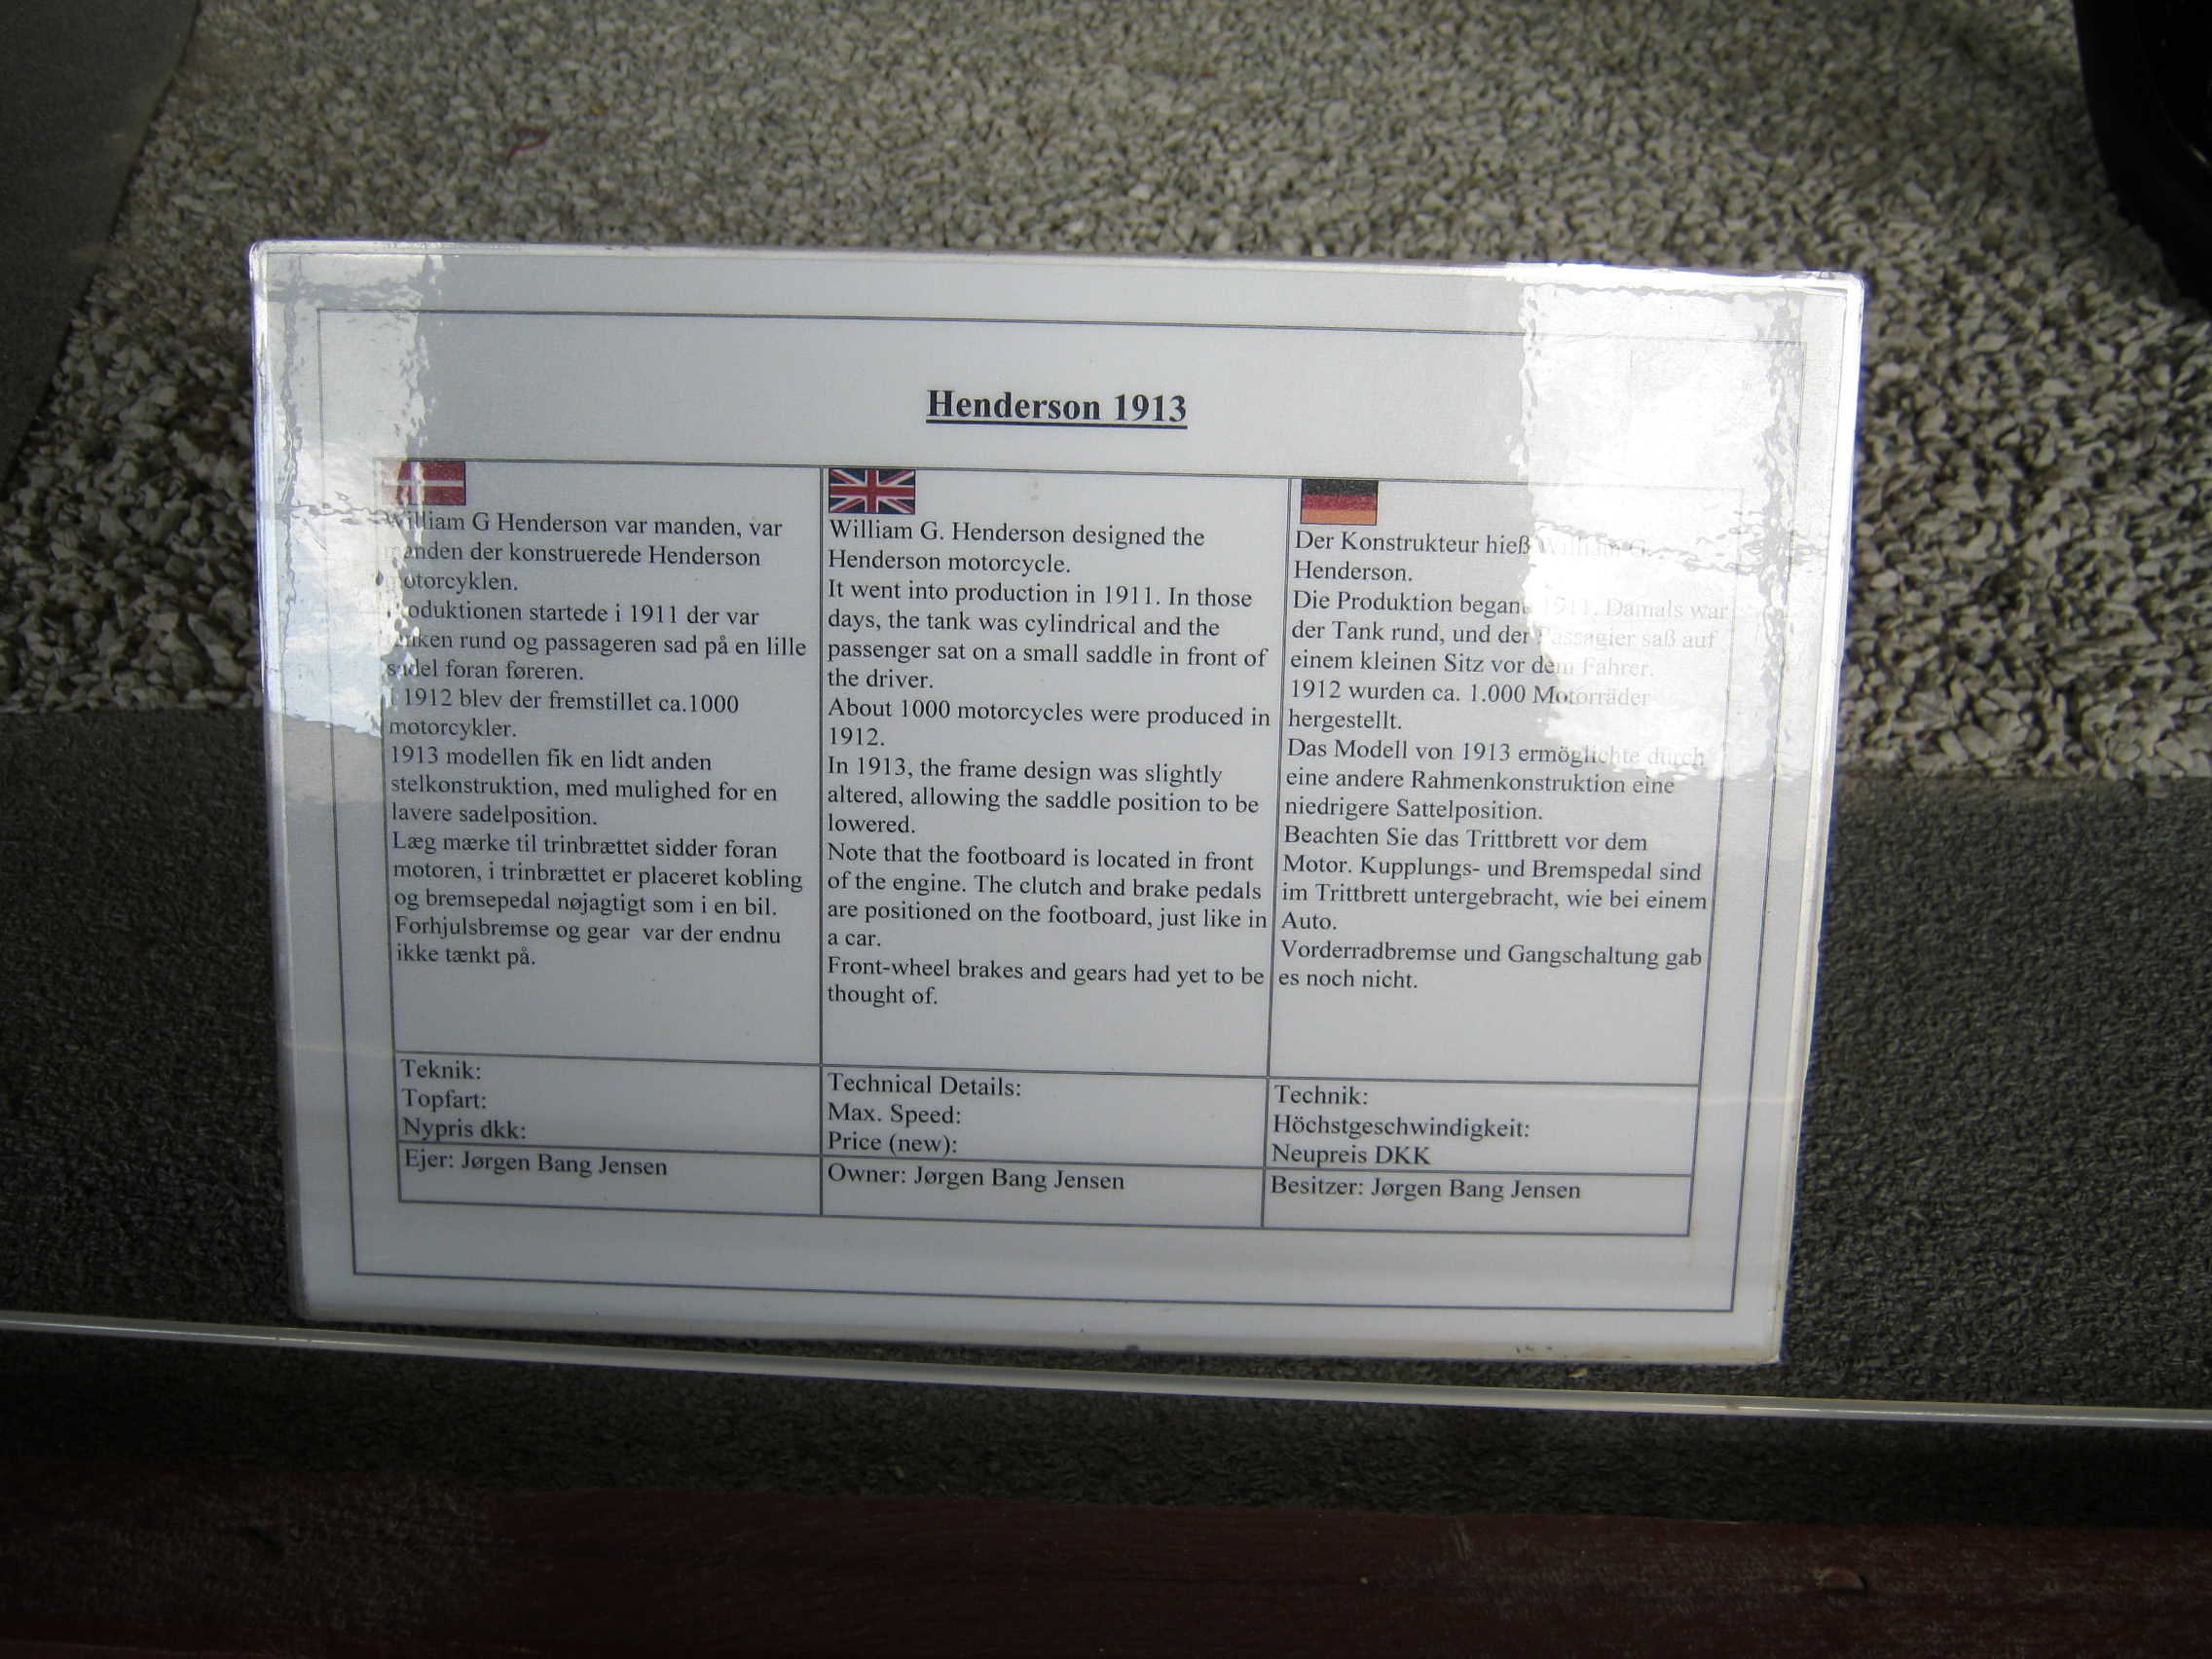 Henderson 1913
William G Henderson var manden, var
manden der konstruerede Henderson
motorcyklen.
Produktionen startede i 1911 der var
tanken rund og passageren sad på en lille
sadel foran føreren.
I 1912 blev der fremstillet ca.1000
motorcykler.
1913 modellen fik en lidt anden
stelkonstruktion, med mulighed for en
lavere sadelposition.
Læg mærke til trinbrættet sidder foran
motoren, i trinbrættet er placeret kobling
og bremsepedal nøjagtigt som i en bil.
Forhjulsbremse og gear var der endnu
ikke tænkt på.
Teknik:
Topfart:
Nypris dkk:
Ejer: Jørgen Bang Jensen
William G. Henderson designed the
Henderson motorcycle.
It went into production in 1911. In those
days, the tank was cylindrical and the
passenger sat on a small saddle in front of
the driver.
About 1000 motorcycles were produced in
1912.
In 1913, the frame design was slightly
altered, allowing the saddle position to be
lowered.
Note that the footboard is located in front
of the engine. The clutch and brake pedals
are positioned on the footboard, just like in
a car.
Front-wheel brakes and gears had yet to be
thought of.
Technical Details:
Max. Speed:
Price (new):
Owner: Jørgen Bang Jensen
Der Konstrukteur hieß William G.
Henderson.
Die Produktion begann 1911. Damals war
der Tank rund, und der Passagier saß auf
einem kleinen Sitz vor dem Fahrer.
1912 wurden ca. 1.000 Motorräder
hergestellt.
Das Modell von 1913 ermöglichte durch
eine andere Rahmenkonstruktion eine
niedrigere Sattelposition.
Beachten Sie das Trittbrett vor dem
Motor. Kupplungs- und Bremspedal sind
im Trittbrett untergebracht, wie bei einem
Auto.
Vorderradbremse und Gangschaltung gab
es noch nicht.
Technik:
Höchstgeschwindigkeit:
Neupreis DKK
Besitzer: Jørgen Bang Jensen